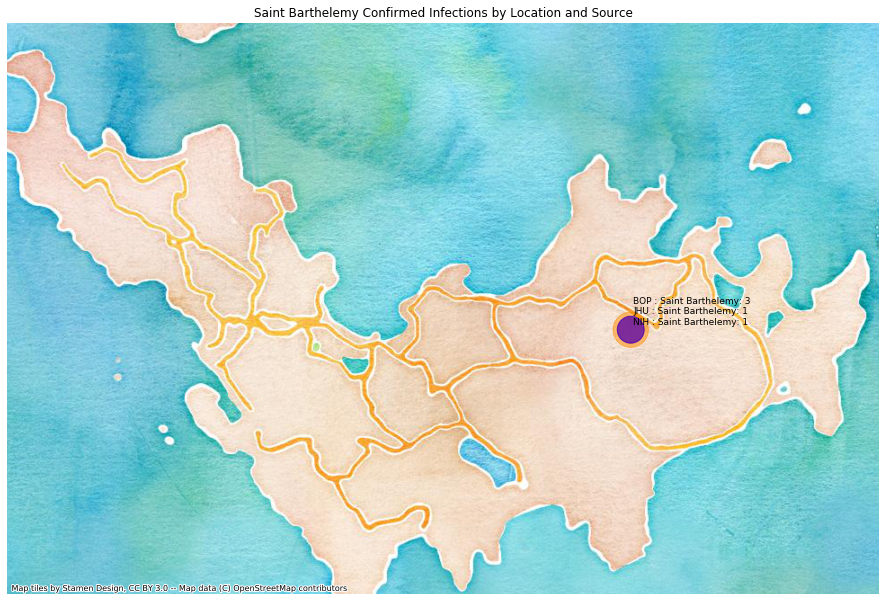 Saint Barthelemy Confirmed Infections by Location and Source
BOP : Saint Barthelemy: 3
JHU : Saint Barthelemy: 1
NIH : Saint Barthelemy: 1
Map tiles by Stamen Design, CC BY 3.0 -- Map data (C) OpenStreetMap contributors